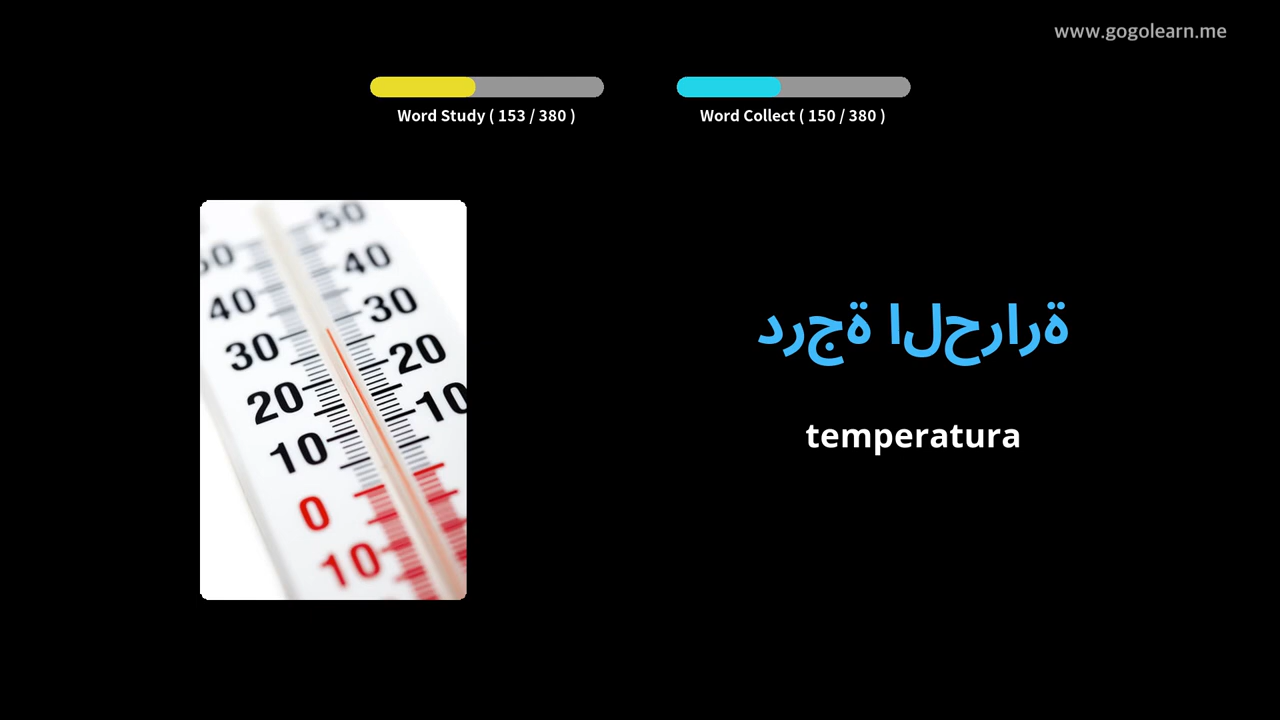 www.gogolearn.me
Word Study ( 153 / 380 )
Word Collect ( 150 / 380 )
50
50 40
40 30
30 20
20 10
10
0
10
درجة الحرارة
temperatura